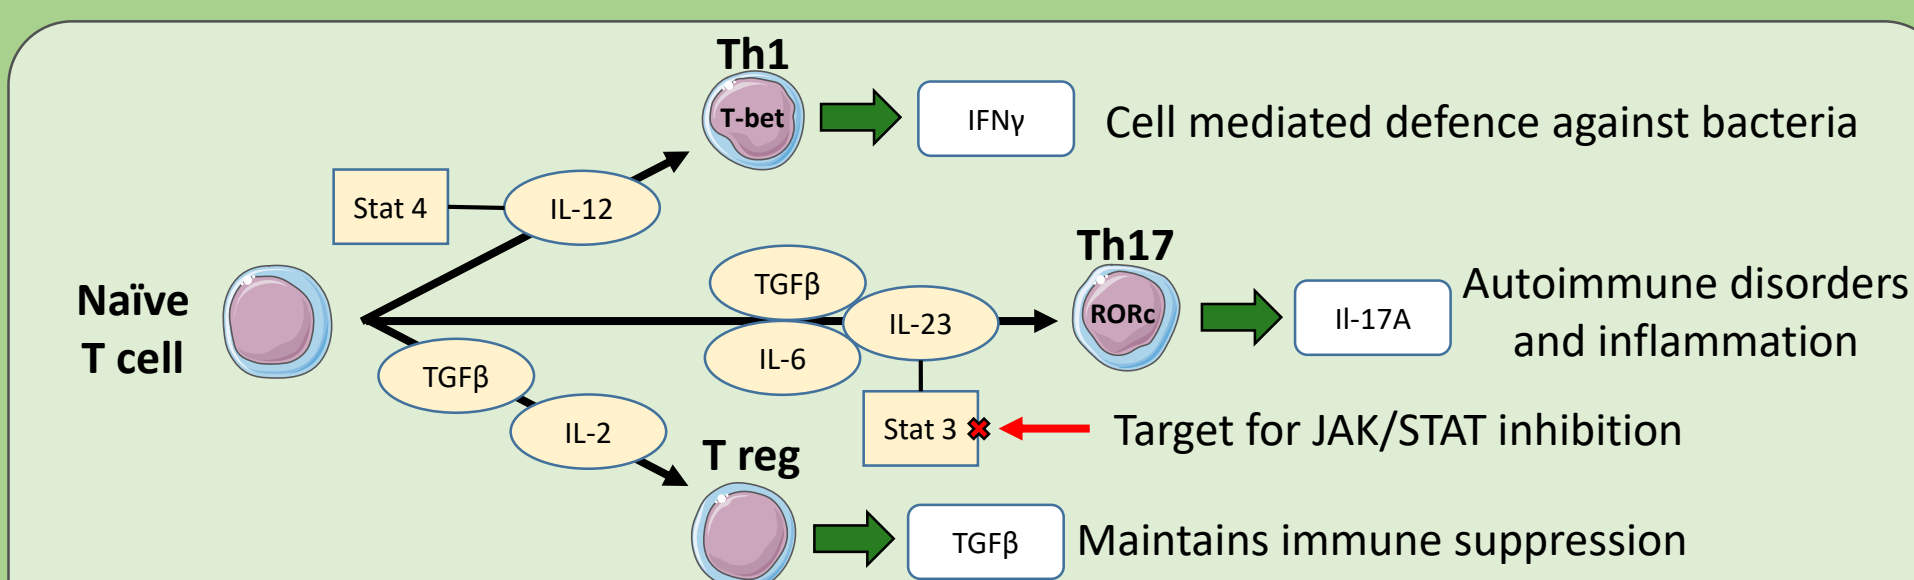 Th1
T-bet
IFNγ
Cell mediated defence against bacteria
Stat 4
IL-12
Naïve
T cell
TGFβ
IL-6
IL-23
Th17
RORc
Il-17A
Autoimmune disorders
and inflammation
Stat 3
Target for JAK/STAT inhibition
TGFβ
IL-2
T reg
TGFβ
Maintains immune suppression